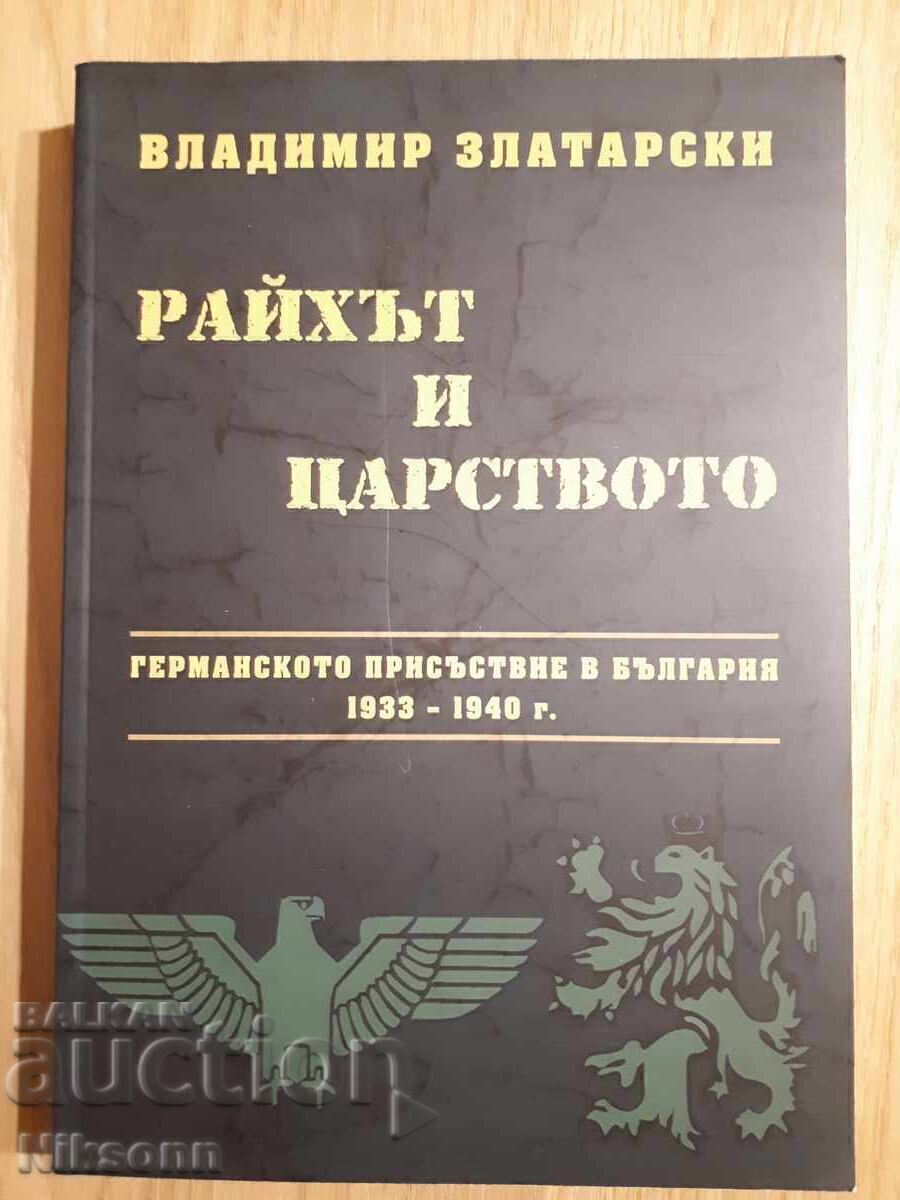 ВЛАДИМИР ЗЛАТАРСКИ
РАЙХЪТ
И
ЦАРСТВОТО
ГЕРМАНСКОТО ПРИСЪСТВИЕ В БЪЛГАРИЯ
1933 - 1940 г.
BALKAN
auction
Niksonn